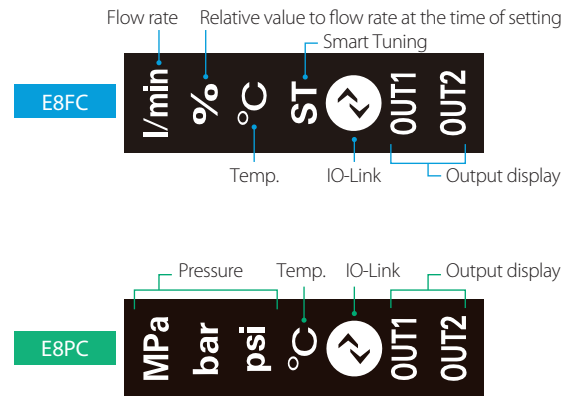 Flow rate
Relative value to flow rate at the time of setting
Smart Tuning
E8FC
l/min
%
°C
ST
OUT1
OUT2
Temp.
IO-Link
Output display
Pressure
Temp.
IO-Link
Output display
E8PC
MPa
bar
psi
°C
OUT1
OUT2